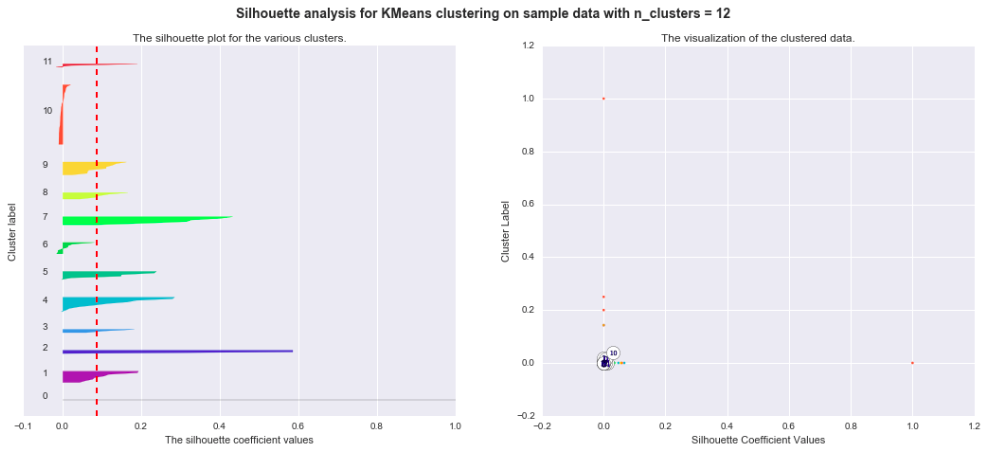 Silhouette analysis for KMeans clustering on sample data with n_clusters = 12
The silhouette plot for the various clusters.
11
10
9
8
7
6
5
4
3
2
1
0
Cluster label
−0.1 0.0 0.2 0.4 0.6 0.8 1.0
The silhouette coefficient values
The visualization of the clustered data.
1.2
1.0
0.8
0.6
0.4
0.2
0.0
−0.2
Cluster Label
10
−0.2 0.0 0.2 0.4 0.6 0.8 1.0 1.2
Silhouette Coefficient Values